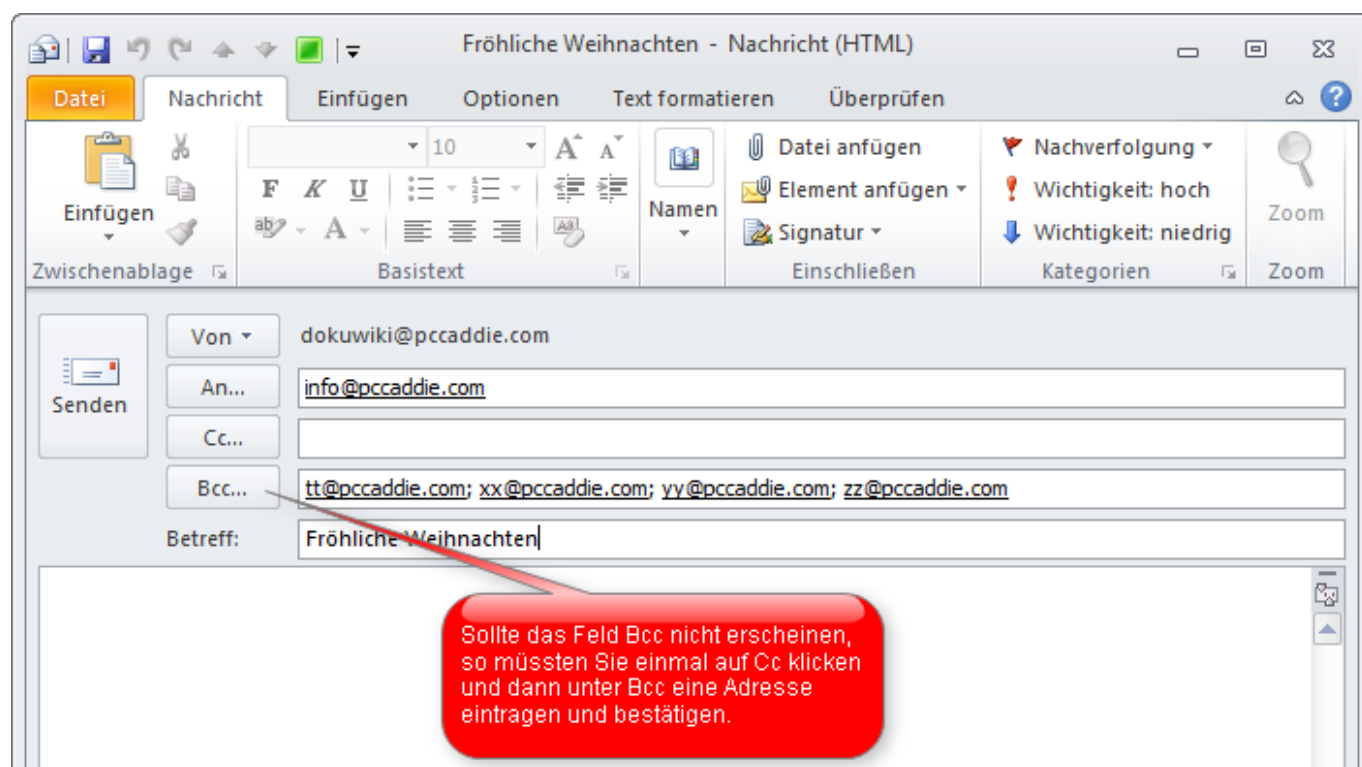 Fröhliche Weihnachten - Nachricht (HTML)
Datei Nachricht Einfügen Optionen Text formatieren Überprüfen
10 A A
Datei anfügen
Nachverfolgung
F K U
Element anfügen
Wichtigkeit: hoch
Einfügen
Namen
Zoom
ab A
Aa
Signatur
Wichtigkeit: niedrig
Zwischenablage Basistext Einschließen Kategorien Zoom
Von dokuwiki@pccaddie.com
An... info@pccaddie.com
Senden
Cc...
Bcc... tt@pccaddie.com; xx@pccaddie.com; yy@pccaddie.com; zz@pccaddie.com
Betreff: Fröhliche Weihnachten
Sollte das Feld Bcc nicht erscheinen,
so müssten Sie einmal auf Cc klicken
und dann unter Bcc eine Adresse
eintragen und bestätigen.